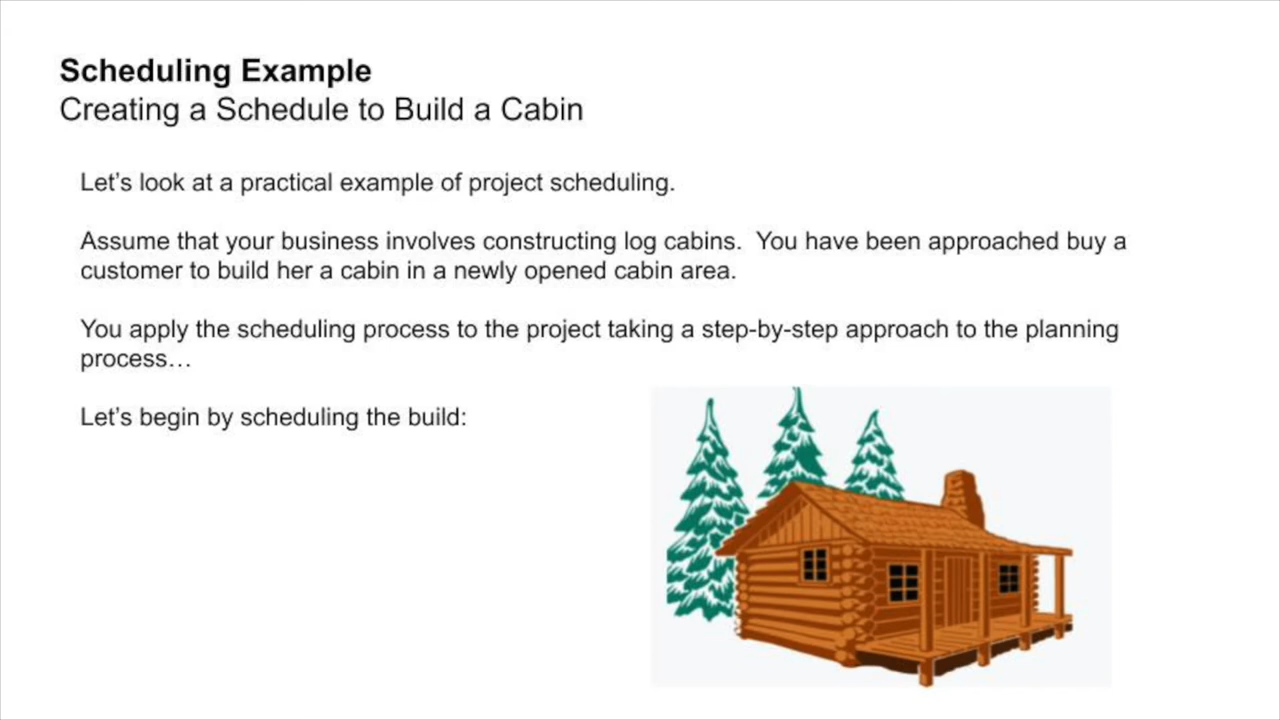 Scheduling Example
Creating a Schedule to Build a Cabin
Let’s look at a practical example of project scheduling.
Assume that your business involves constructing log cabins.  You have been approached buy a
customer to build her a cabin in a newly opened cabin area.
You apply the scheduling process to the project taking a step-by-step approach to the planning
process…
Let’s begin by scheduling the build: